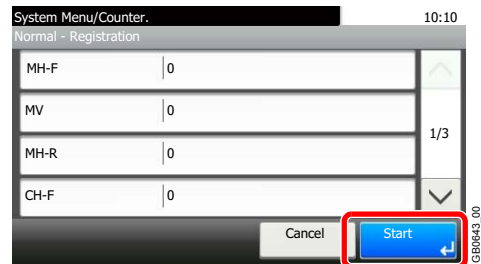 System Menu/Counter. 10:10
Normal - Registration
MH-F 0
MV 0
1/3
MH-R 0
CH-F 0
Cancel Start
GB0643_00